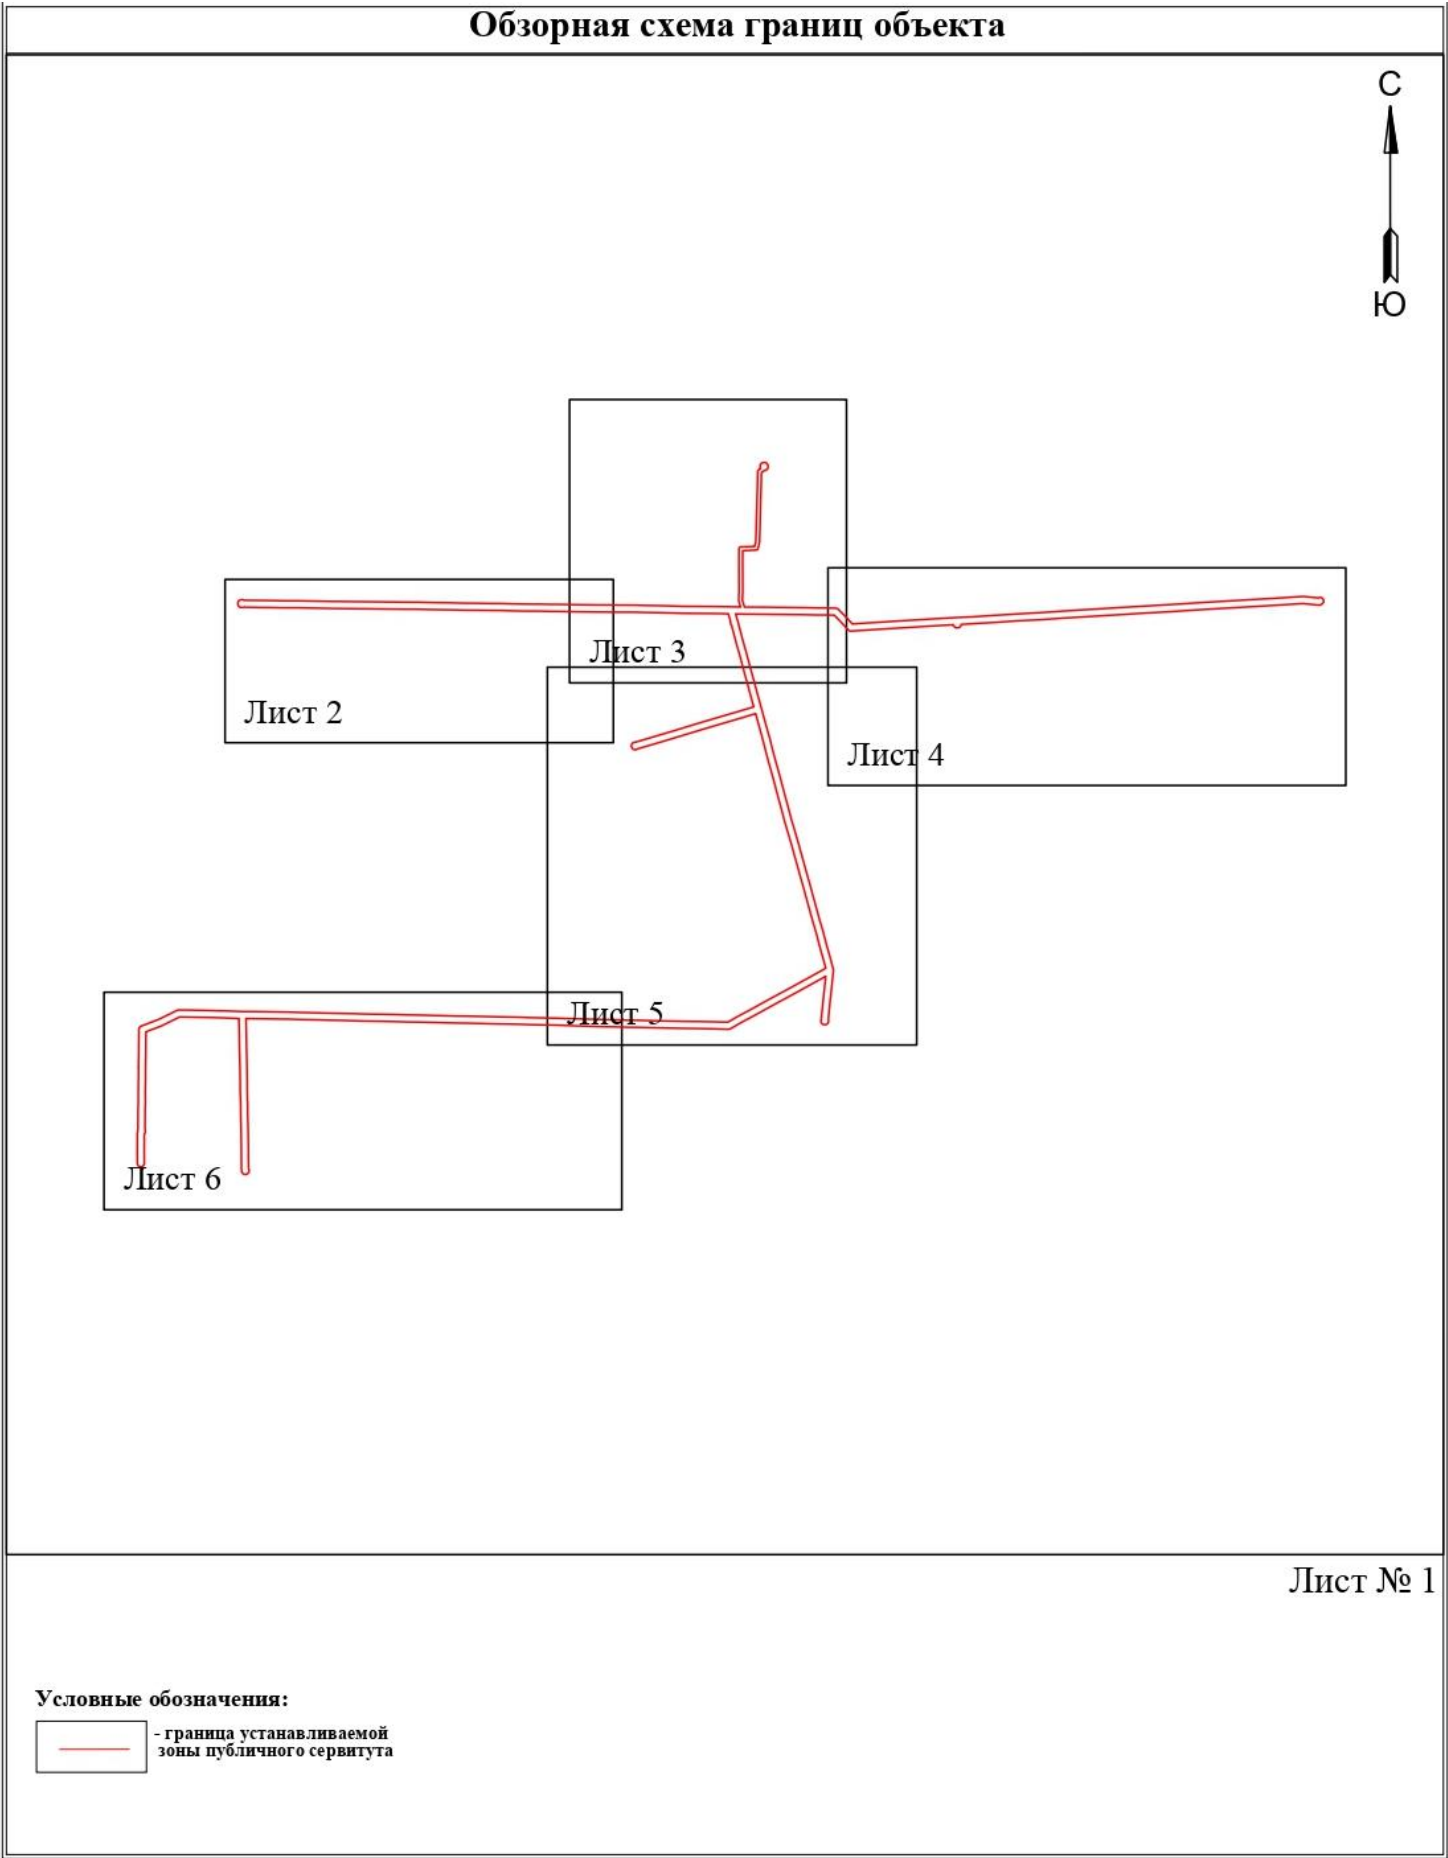 Обзорная схема границ объекта
С
Ю
Лист 3
Лист 2
Лист 4
Лист 5
Лист 6
Лист № 1
Условные обозначения:
- граница устанавливаемой
зоны публичного сервитута